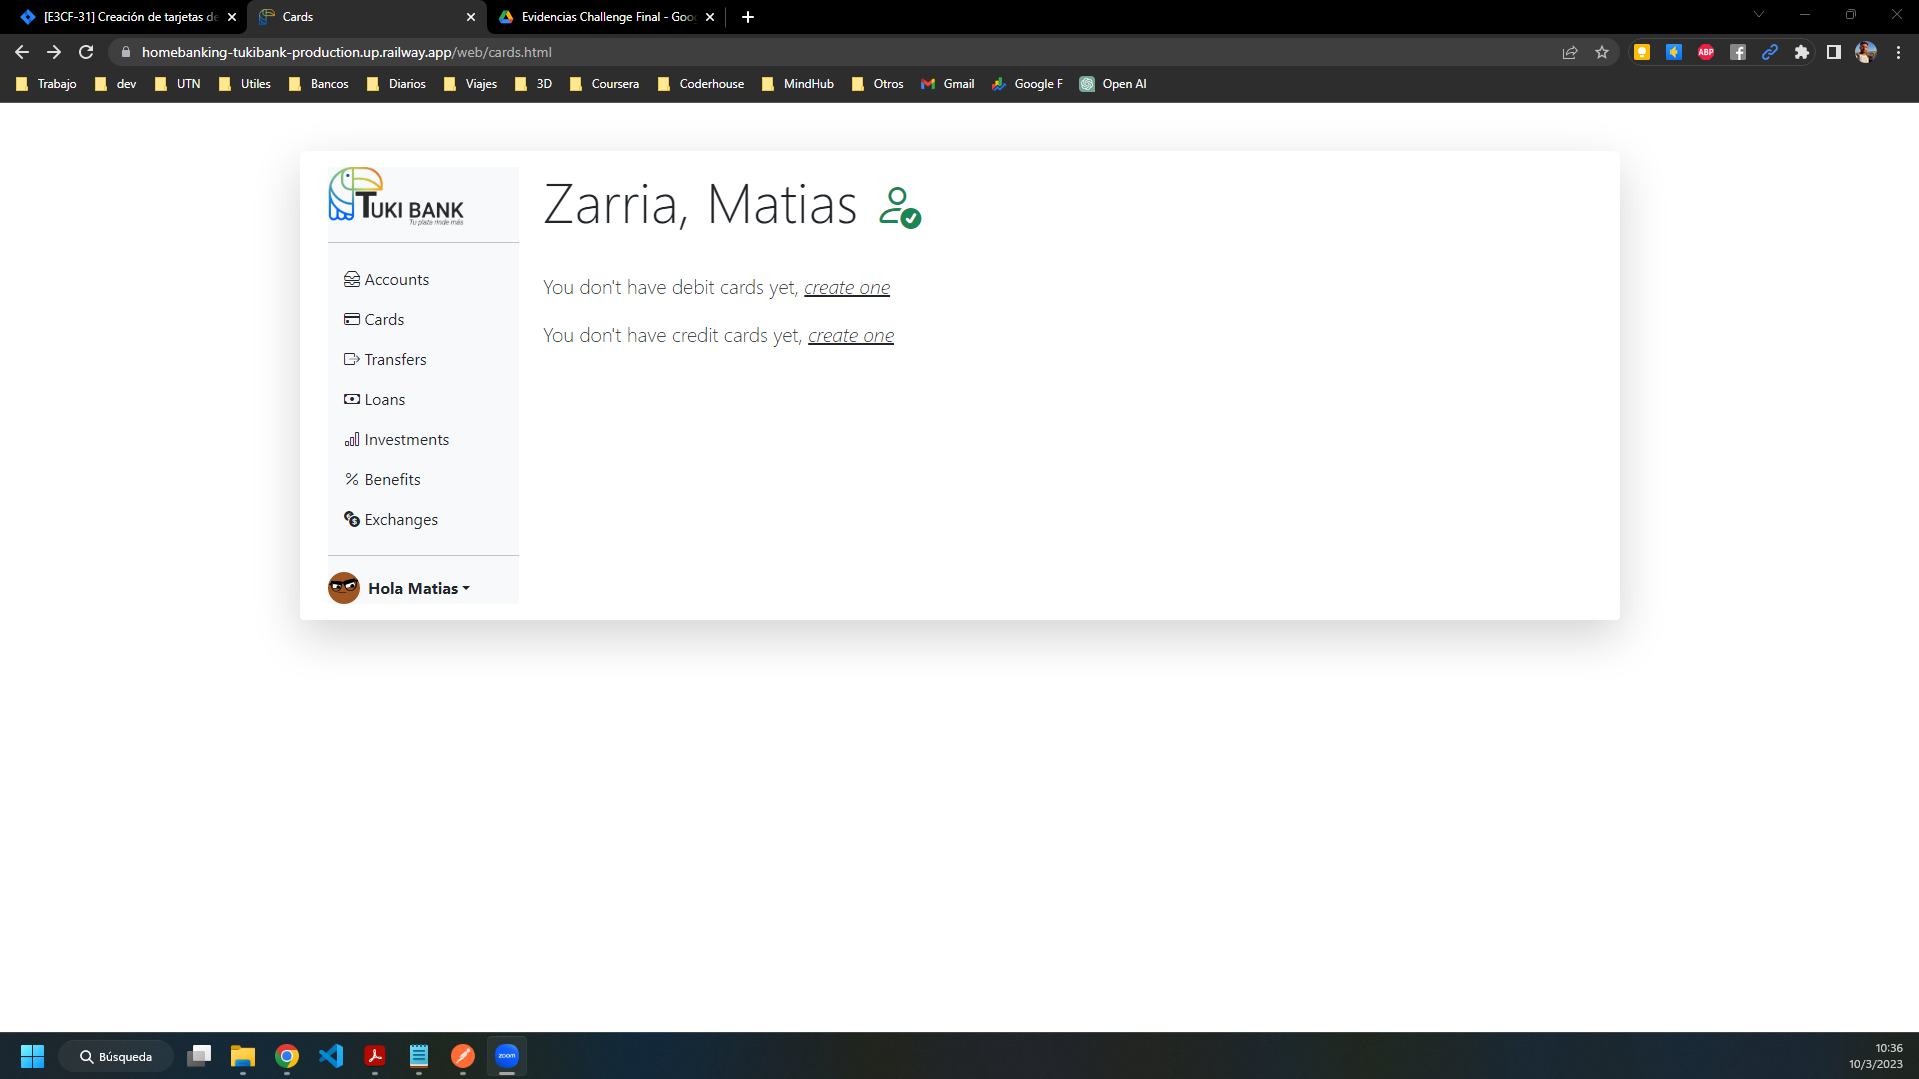 [E3CF-31] Creación de tarjetas de
Cards
Evidencias Challenge Final - Goo
homebanking-tukibank-production.up.railway.app/web/cards.html
ABP
Trabajo
dev
UTN
Utiles
Bancos
Diarios
Viajes
3D
Coursera
Coderhouse
MindHub
Otros
Gmail
Google F
Open AI
TUKI BANK
Tu plata rinde más
Zarria, Matias
Accounts
Cards
Transfers
Loans
Investments
Benefits
Exchanges
Hola Matias
You don't have debit cards yet, create one
You don't have credit cards yet, create one
Búsqueda
zoom
10:36
10/3/2023